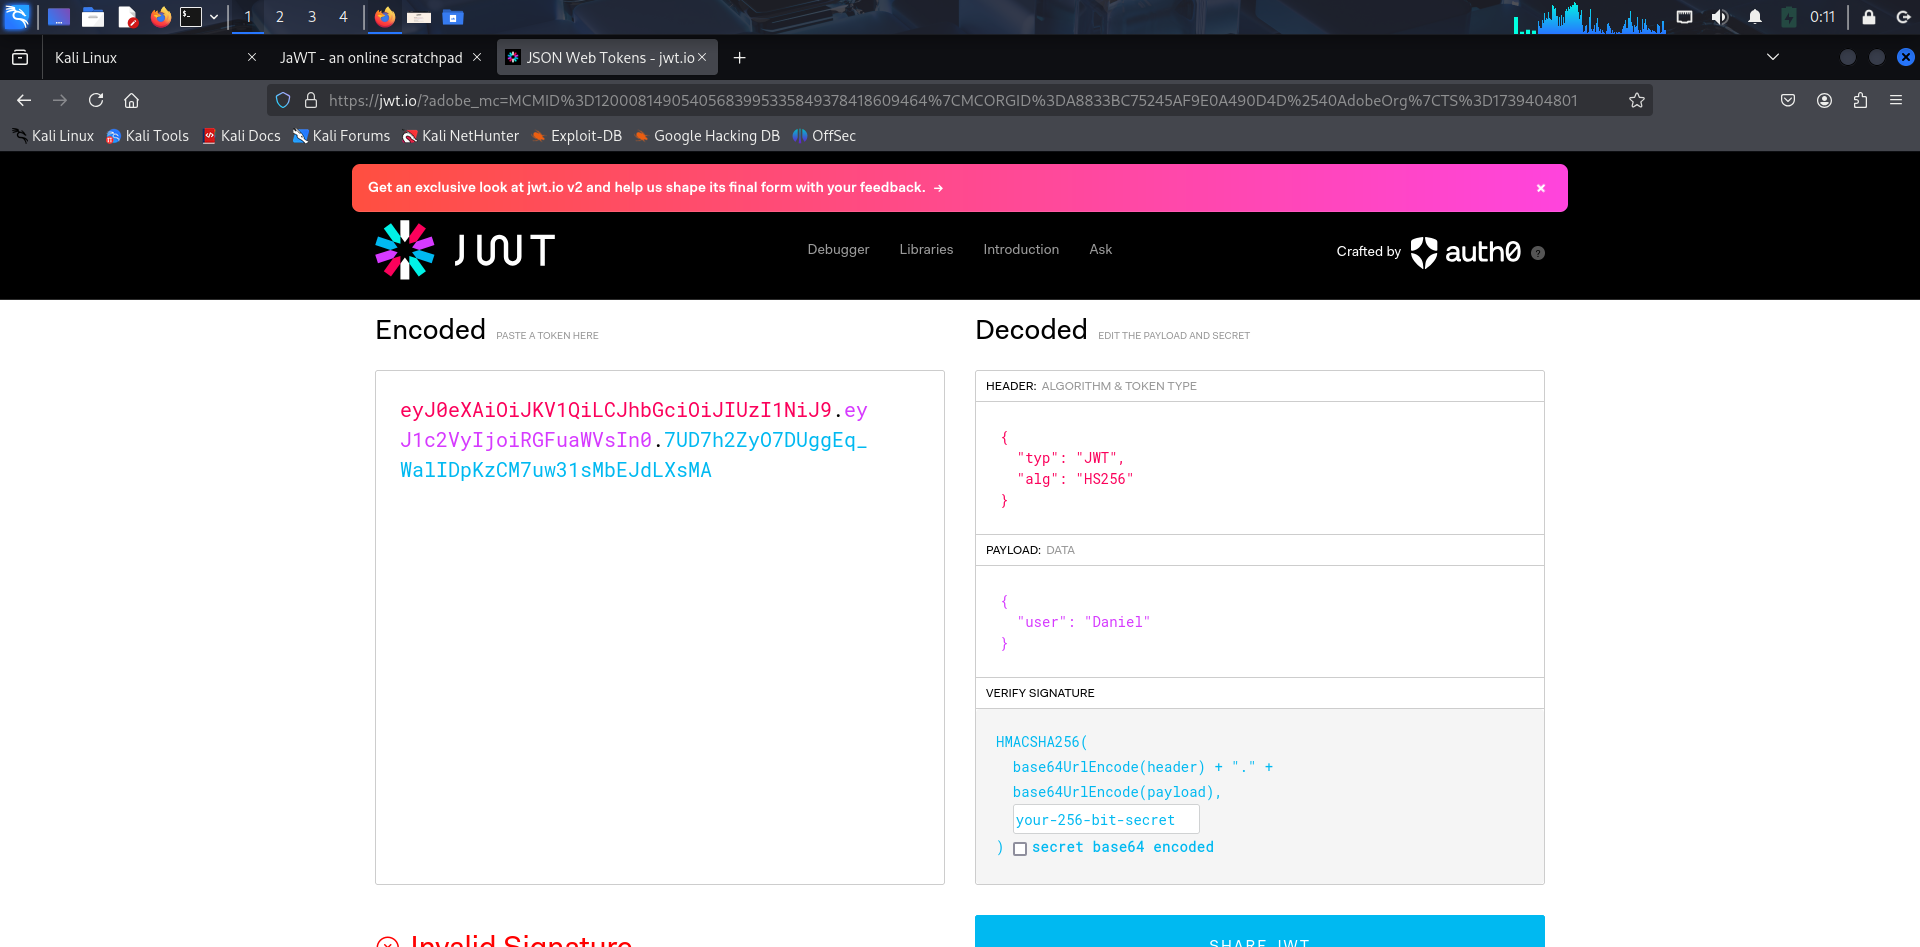 1 2 3 4 0:11
Kali Linux JaWT - an online scratchpad JSON Web Tokens - jwt.io
https://jwt.io/?adobe_mc=MCMID%3D12000814905405683995335849378418609464%7CMCORGID%3DA8833BC75245AF9E0A490D4D%2540AdobeOrg%7CTS%3D1739404801
Kali Linux Kali Tools Kali Docs Kali Forums Kali NetHunter Exploit-DB Google Hacking DB OffSec
Get an exclusive look at jwt.io v2 and help us shape its final form with your feedback. →
JWT Debugger Libraries Introduction Ask Crafted by auth0 ?
Encoded PASTE A TOKEN HERE
eyJ0eXAiOiJKV1QiLCJhbGciOiJIUzI1NiJ9.ey
J1c2VyIjoiRGFuaWVsIn0.7UD7h2ZyO7DUggEq_
WalIDpKzCM7uw31sMbEJdLXsMA
Invalid Signature
Decoded EDIT THE PAYLOAD AND SECRET
HEADER: ALGORITHM & TOKEN TYPE
{
"typ": "JWT",
"alg": "HS256"
}
PAYLOAD: DATA
{
"user": "Daniel"
}
VERIFY SIGNATURE
HMACSHA256(
base64UrlEncode(header) + "." +
base64UrlEncode(payload),
your-256-bit-secret
) secret base64 encoded
SHARE JWT